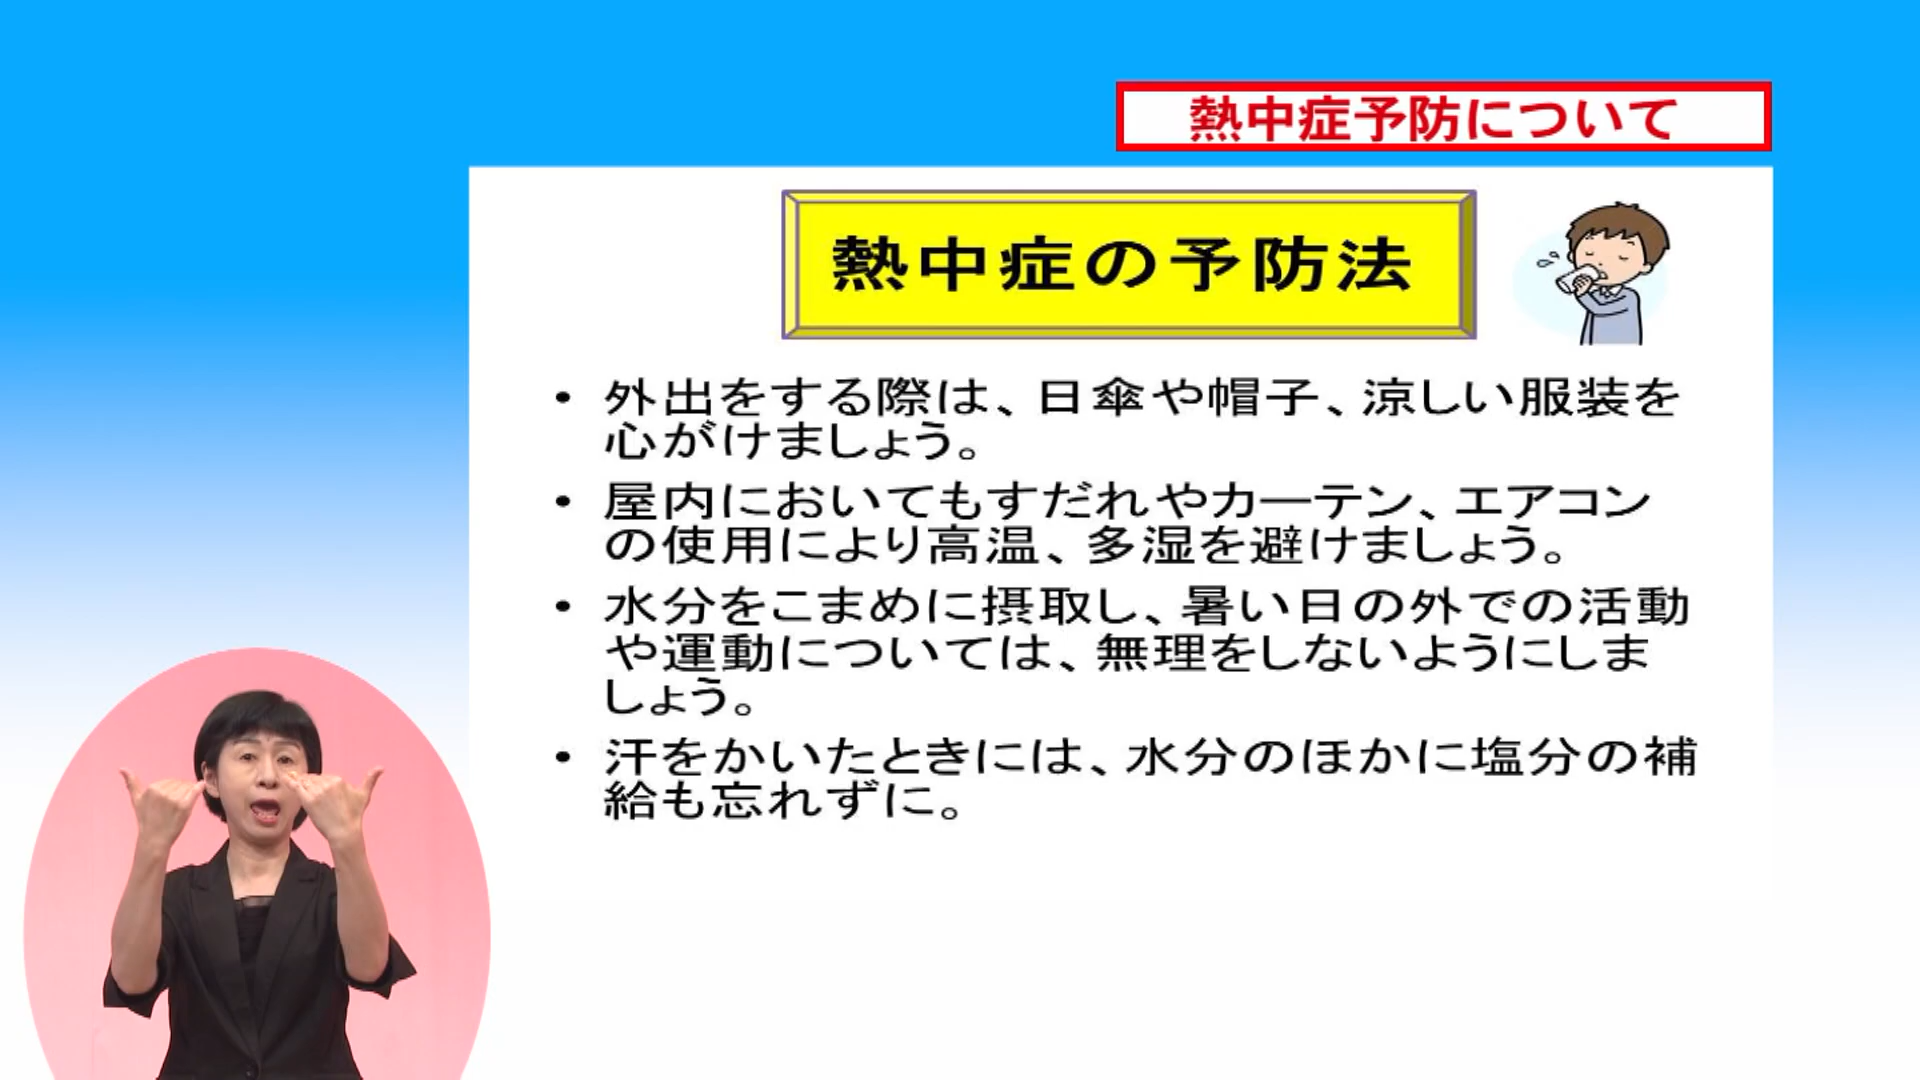 熱中症予防について
熱中症の予防法
• 外出をする際は、日傘や帽子、涼しい服装を
心がけましょう。
• 屋内においてもすだれやカーテン、エアコン
の使用により高温、多湿を避けましょう。
• 水分をこまめに摂取し、暑い日の外での活動
や運動については、無理をしないようにしま
しょう。
• 汗をかいたときには、水分のほかに塩分の補
給も忘れずに。